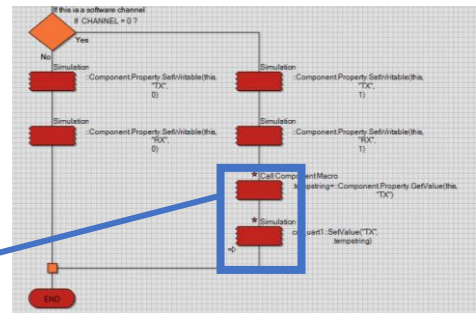 If this is a software channel
If CHANNEL = 0 ?
Yes
No
Simulation
::Component.Property.SetWritable(this,
"TX",
0)
Simulation
::Component.Property.SetWritable(this,
"TX",
1)
Simulation
::Component.Property.SetWritable(this,
"RX",
0)
Simulation
::Component.Property.SetWritable(this,
"RX",
1)
Call Component Macro
tempstring=::Component.Property.GetValue(this,
"TX")
Simulation
::SetValue("TX",
tempstring)
END